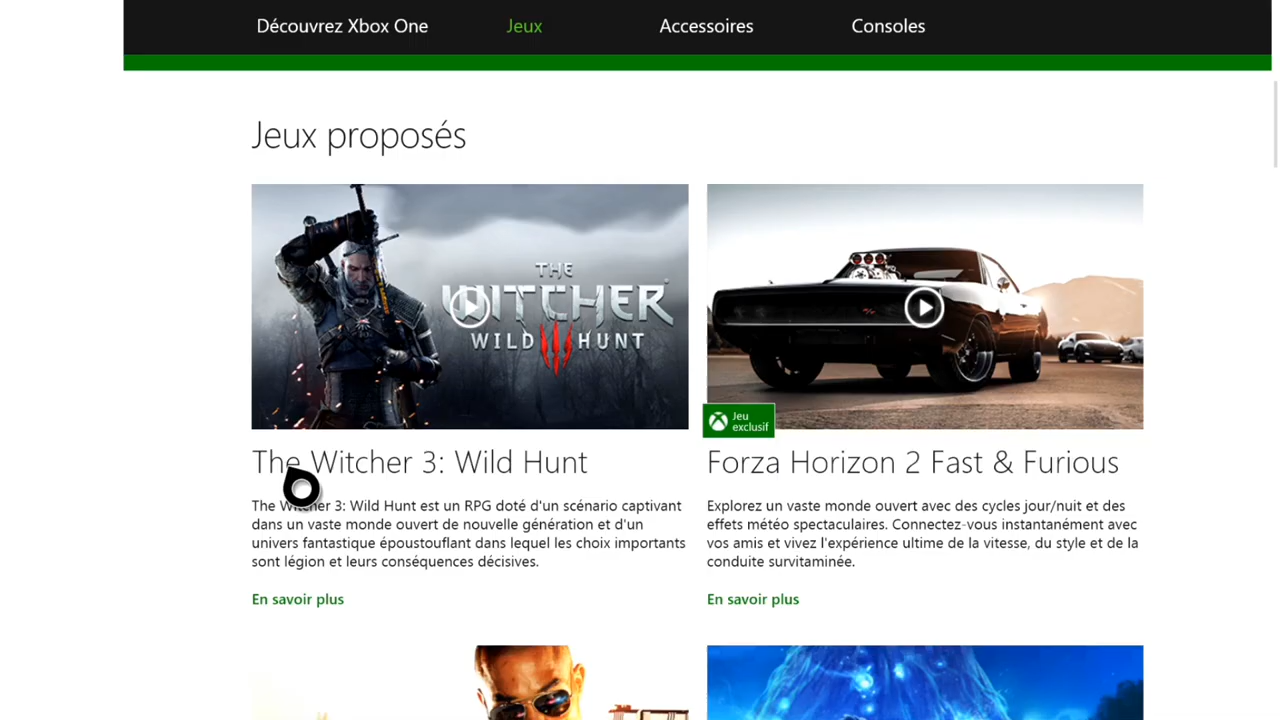 Découvrez Xbox One Jeux Accessoires Consoles
Jeux proposés
THE
WITCHER
WILD III HUNT
Jeu
exclusif
The Witcher 3: Wild Hunt
The Witcher 3: Wild Hunt est un RPG doté d'un scénario captivant
dans un vaste monde ouvert de nouvelle génération et d'un
univers fantastique époustouflant dans lequel les choix importants
sont légion et leurs conséquences décisives.
En savoir plus
Forza Horizon 2 Fast & Furious
Explorez un vaste monde ouvert avec des cycles jour/nuit et des
effets météo spectaculaires. Connectez-vous instantanément avec
vos amis et vivez l'expérience ultime de la vitesse, du style et de la
conduite survitaminée.
En savoir plus